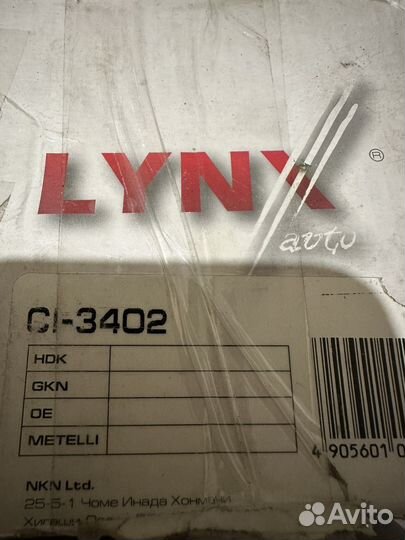 LYNX
®
auto
CI-3402
HDK
GKN
OE
METELLI
4 905601 0
NKN Ltd.
25-5-1 Чоме Инада Хонмачи
Хигаши
Avito